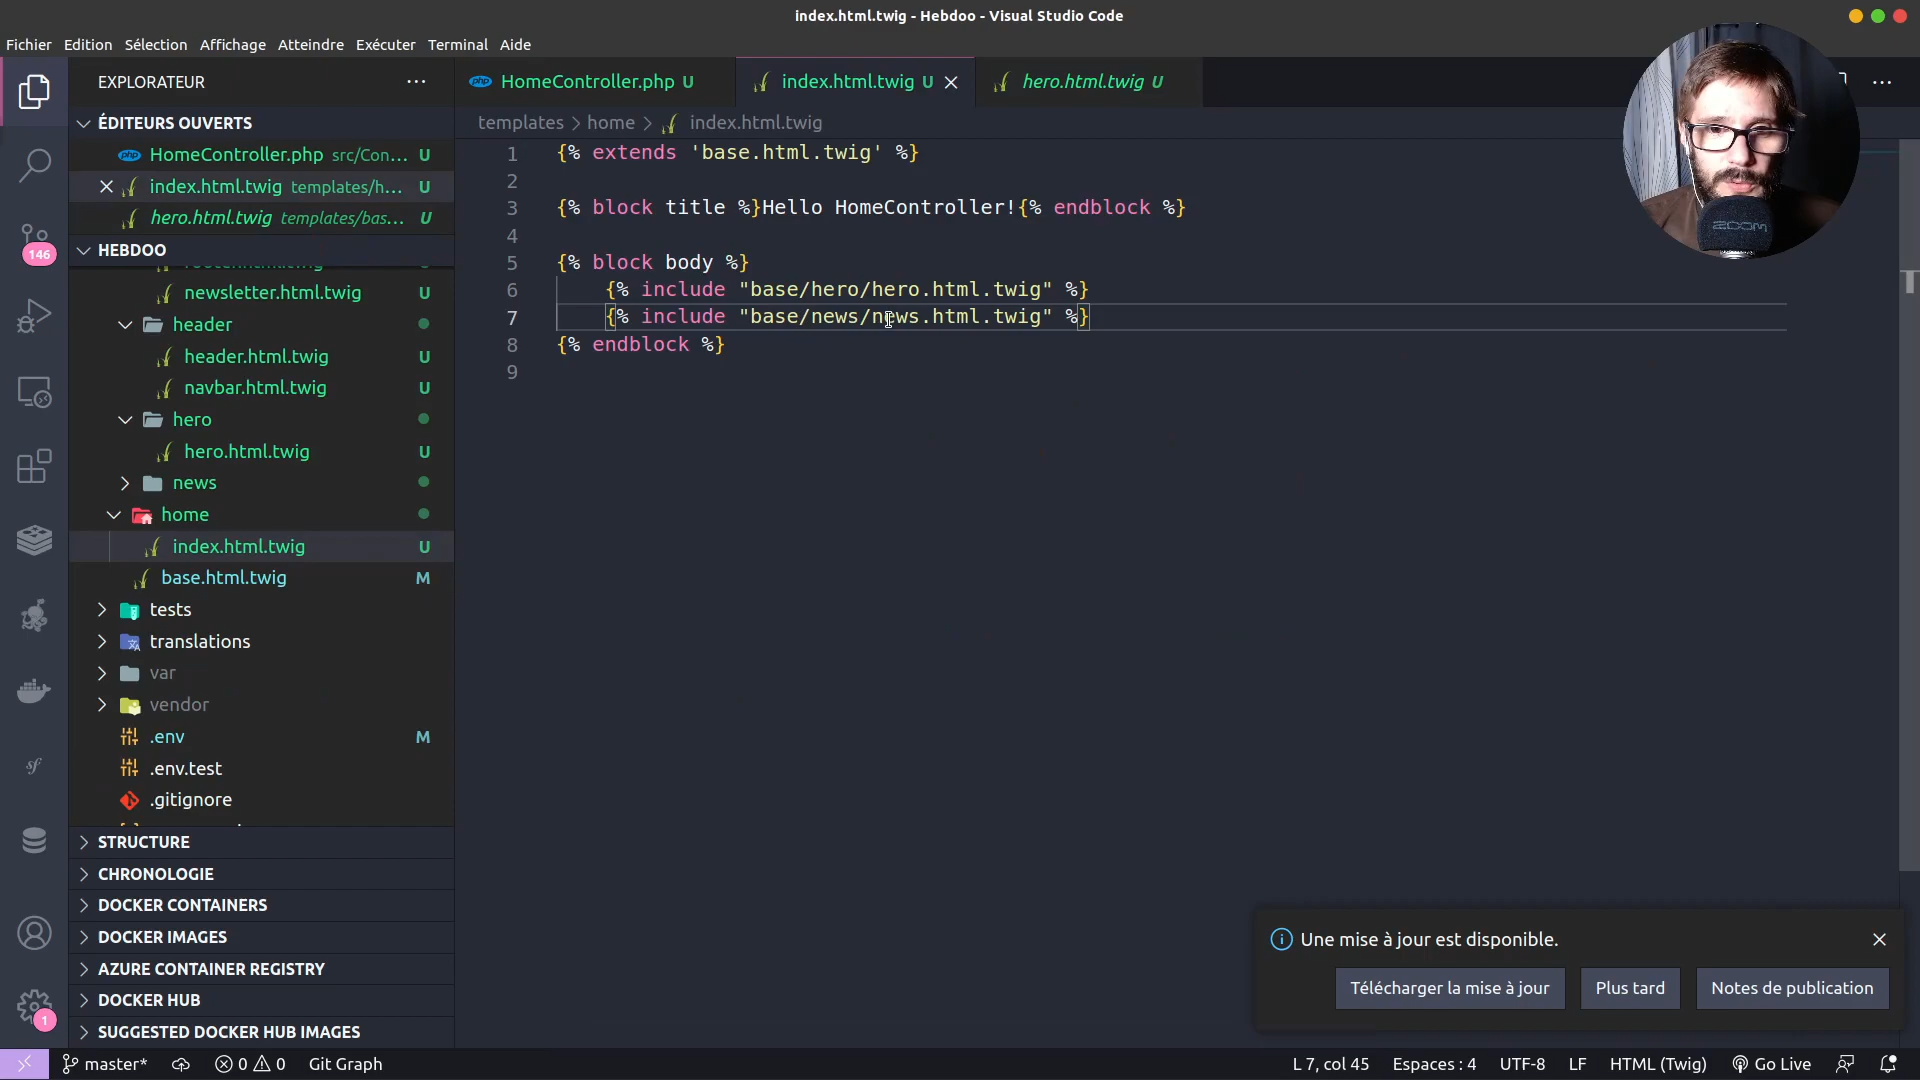 index.html.twig - Hebdoo - Visual Studio Code
Fichier Edition Sélection Affichage Atteindre Exécuter Terminal Aide
EXPLORATEUR
HomeController.php U
index.html.twig U
hero.html.twig U
ÉDITEURS OUVERTS
HomeController.php src/Con... U
index.html.twig templates/h... U
hero.html.twig templates/bas... U
HEBDOO
newsletter.html.twig U
header
header.html.twig U
navbar.html.twig U
hero
hero.html.twig U
news
home
index.html.twig U
base.html.twig M
tests
translations
var
vendor
.env M
.env.test
.gitignore
STRUCTURE
CHRONOLOGIE
DOCKER CONTAINERS
DOCKER IMAGES
AZURE CONTAINER REGISTRY
DOCKER HUB
SUGGESTED DOCKER HUB IMAGES
146
sf
1
templates > home > index.html.twig
1 {% extends 'base.html.twig' %}
2
3 {% block title %}Hello HomeController!{% endblock %}
4
5 {% block body %}
6 {% include "base/hero/hero.html.twig" %}
7 {% include "base/news/news.html.twig" %}
8 {% endblock %}
9
ZOOM
Une mise à jour est disponible.
Télécharger la mise à jour
Plus tard
Notes de publication
master* 0 0 Git Graph
L 7, col 45 Espaces : 4 UTF-8 LF HTML (Twig) Go Live